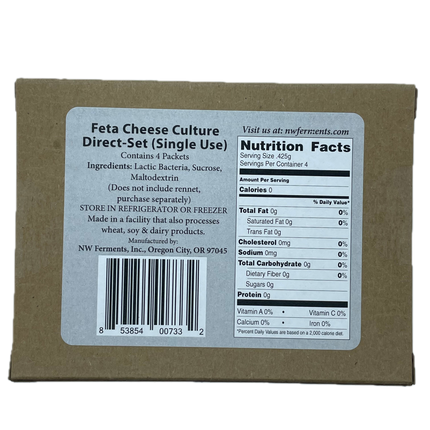 Feta Cheese Culture
Direct-Set (Single Use)
Contains 4 Packets
Ingredients: Lactic Bacteria, Sucrose,
Maltodextrin
(Does not include rennet,
purchase separately)
STORE IN REFRIGERATOR OR FREEZER
Made in a facility that also processes
wheat, soy & dairy products.
Manufactured by:
NW Ferments, Inc., Oregon City, OR 97045
8 53854 00733 2
Visit us at: nwferments.com
Nutrition Facts
Serving Size .425g
Servings Per Container 4
Amount Per Serving
Calories 0
% Daily Value*
Total Fat 0g 0%
Saturated Fat 0g 0%
Trans Fat 0g
Cholesterol 0mg 0%
Sodium 0mg 0%
Total Carbohydrate 0g 0%
Dietary Fiber 0g 0%
Sugars 0g
Protein 0g
Vitamin A 0% • Vitamin C 0%
Calcium 0% • Iron 0%
*Percent Daily Values are based on a 2,000 calorie diet.